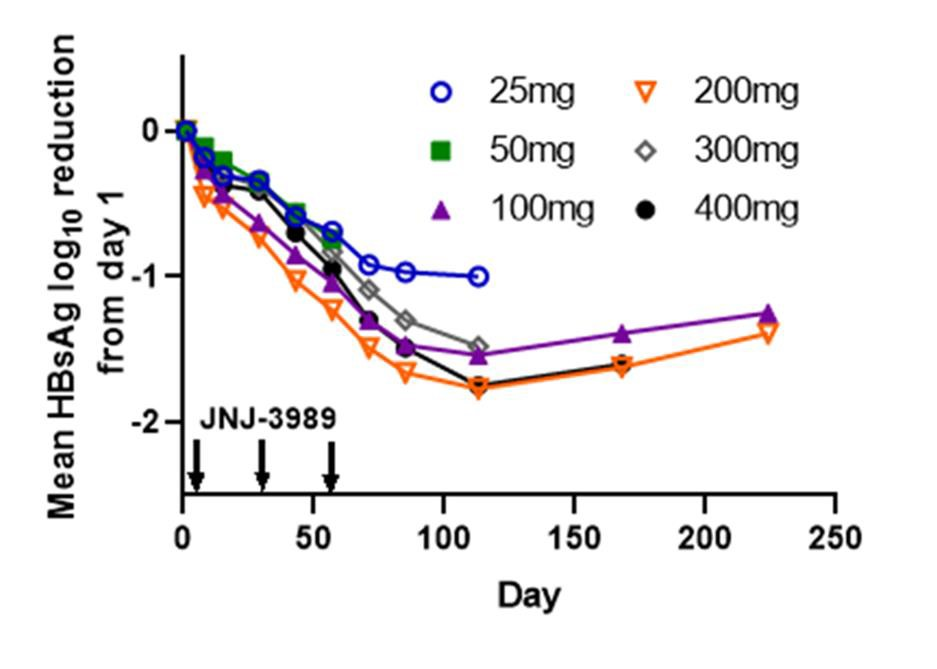 Mean HBsAg log10 reduction
from day 1
25mg 200mg
50mg 300mg
100mg 400mg
0
-1
-2
JNJ-3989
0 50 100 150 200 250
Day